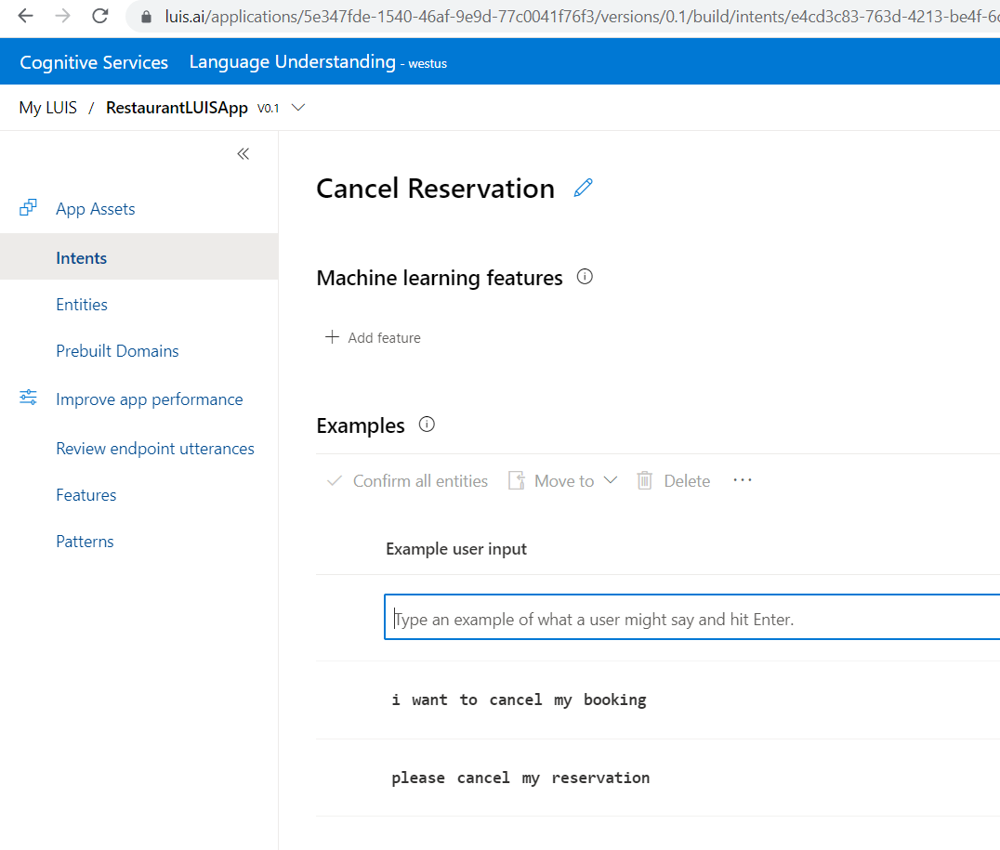 luis.ai/applications/5e347fde-1540-46af-9e9d-77c0041f76f3/versions/0.1/build/intents/e4cd3c83-763d-4213-be4f-6
Cognitive Services Language Understanding - westus
My LUIS / RestaurantLUISApp V0.1
App Assets
Intents
Entities
Prebuilt Domains
Improve app performance
Review endpoint utterances
Features
Patterns
Cancel Reservation
Machine learning features
+ Add feature
Examples
Confirm all entities Move to Delete ...
Example user input
Type an example of what a user might say and hit Enter.
i want to cancel my booking
please cancel my reservation